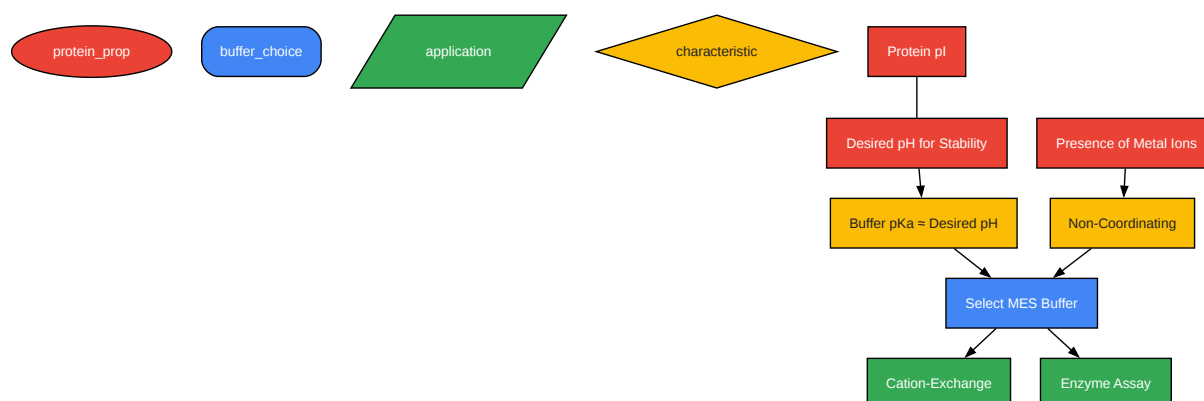 protein_prop
buffer_choice
application
characteristic
Protein pI
Desired pH for Stability
Presence of Metal Ions
Buffer pKa ≈ Desired pH
Non-Coordinating
Select MES Buffer
Cation-Exchange
Enzyme Assay